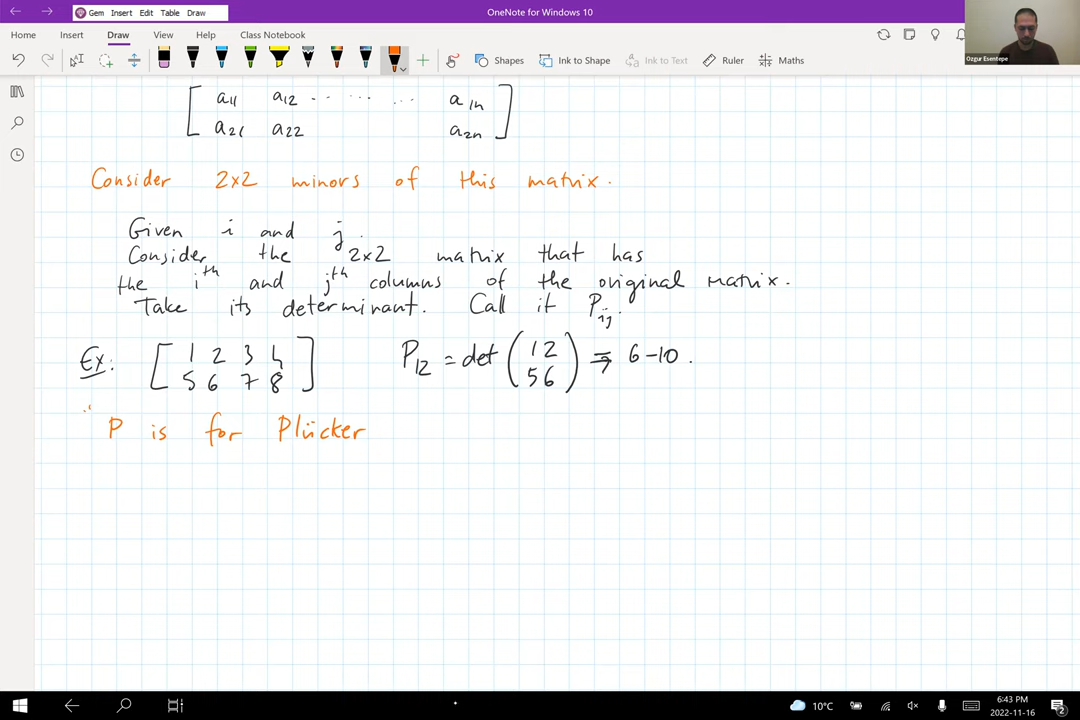 OneNote for Windows 10
Gem Insert Edit Table Draw
Home Insert Draw View Help Class Notebook
Shapes Ink to Shape Ink to Text Ruler Maths
Ozgur Esentepe
a11 a12 . . . . . . . . a1n
a21 a22 a2n
Consider 2x2 minors of this matrix.
Given i and j.
Consider the 2x2 matrix that has
the ith and jth columns of the original matrix.
Take its determinant. Call it Pij.
Ex: [ 1 2 3 4 P12 = det ( 1 2 ) = 6-10 .
5 6 7 8 ] 5 6
P is for Plücker
10°C
6:43 PM
2022-11-16
2